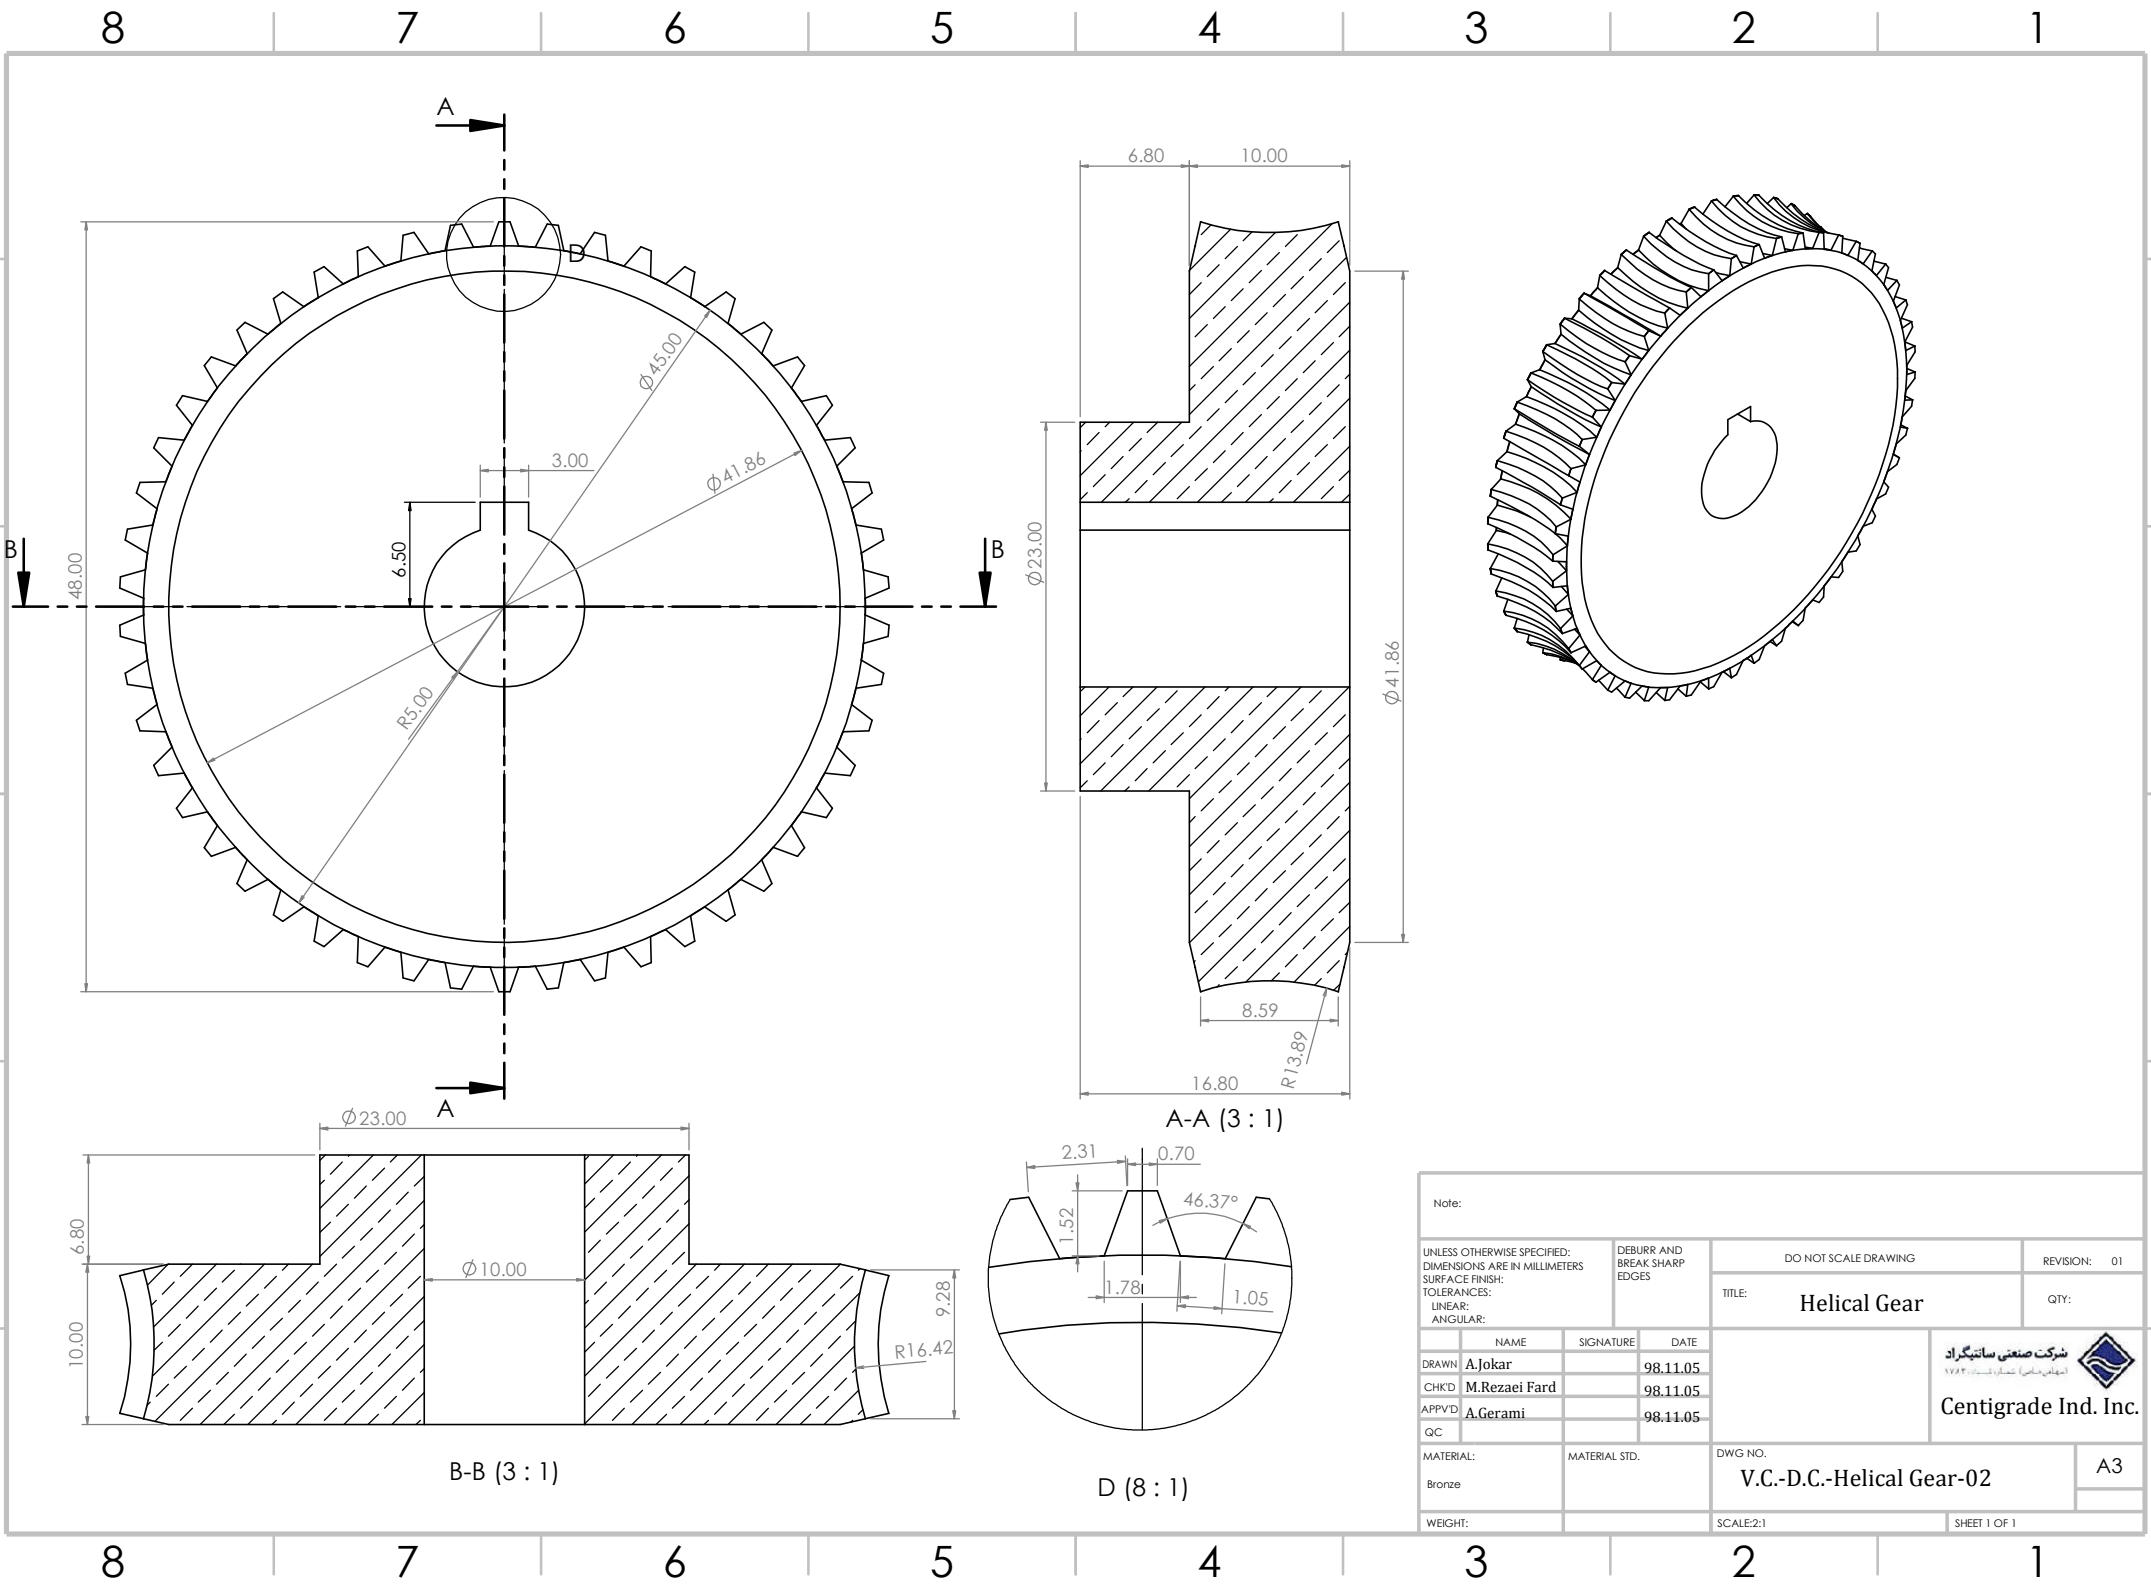 8 7 6 5 4 3 2 1
A
D
Ø45.00
Ø41.86
3.00
6.50
48.00
B
B
R5.00
A
6.80
10.00
Ø23.00
Ø41.86
8.59
R13.89
16.80
A-A (3 : 1)
Ø23.00
6.80
10.00
Ø10.00
9.28
R16.42
B-B (3 : 1)
2.31
0.70
1.52
46.37°
1.78
1.05
D (8 : 1)
Note:
UNLESS OTHERWISE SPECIFIED:
DIMENSIONS ARE IN MILLIMETERS
SURFACE FINISH:
TOLERANCES:
LINEAR:
ANGULAR:
DEBURR AND
BREAK SHARP
EDGES
DO NOT SCALE DRAWING
REVISION: 01
TITLE: Helical Gear
QTY:
NAME SIGNATURE DATE
DRAWN A.Jokar 98.11.05
CHK'D M.Rezaei Fard 98.11.05
APPV'D A.Gerami 98.11.05
QC
شرکت صنعتی سانتیگراد
Centigrade Ind. Inc.
MATERIAL:
Bronze
MATERIAL STD.
DWG NO.
V.C.-D.C.-Helical Gear-02
A3
WEIGHT:
SCALE:2:1
SHEET 1 OF 1
8 7 6 5 4 3 2 1